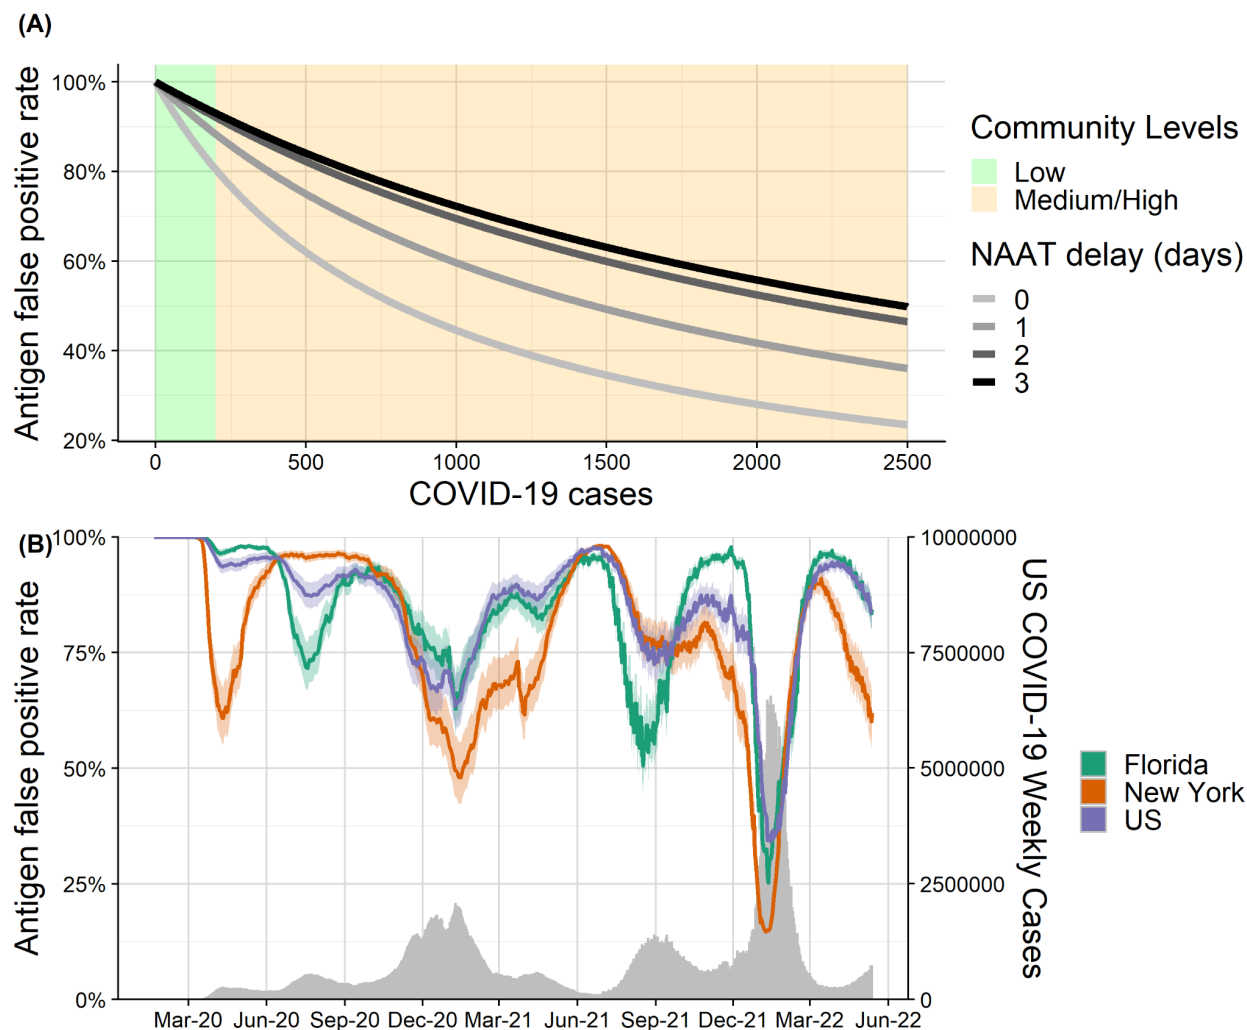 (A)
Antigen false positive rate
100%
80%
60%
40%
20%
0 500 1000 1500 2000 2500
COVID-19 cases
Community Levels
Low
Medium/High
NAAT delay (days)
0
1
2
3
(B)
Antigen false positive rate
100%
75%
50%
25%
0%
10000000
7500000
5000000
2500000
0
US COVID-19 Weekly Cases
Mar-20 Jun-20 Sep-20 Dec-20 Mar-21 Jun-21 Sep-21 Dec-21 Mar-22 Jun-22
Florida
New York
US